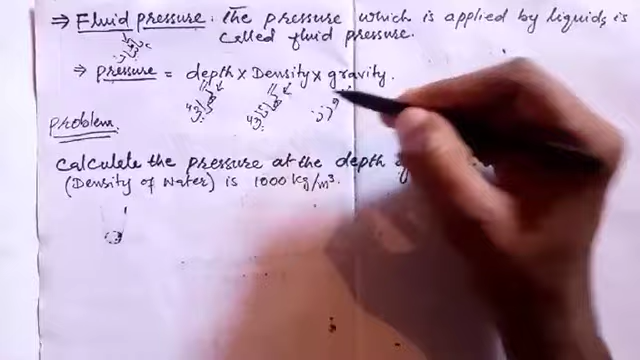 ⇒ Fluid pressure: The pressure which is applied by liquids is
called fluid pressure.
⇒ pressure = depth x Density x gravity.
problem
Calculate the pressure at the depth
(Density of Water) is 1000 kg/m³.